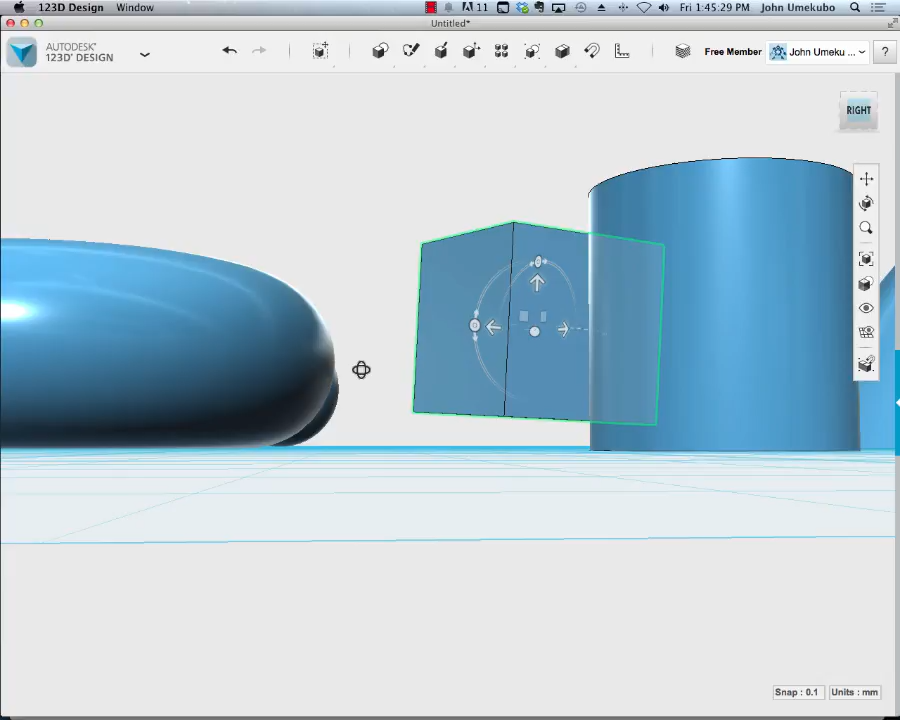 123D Design Window
11
Fri 1:45:29 PM John Umekubo
Untitled*
AUTODESK®
123D® DESIGN
Free Member
John Umeku ...
?
RIGHT
Snap : 0.1
Units : mm